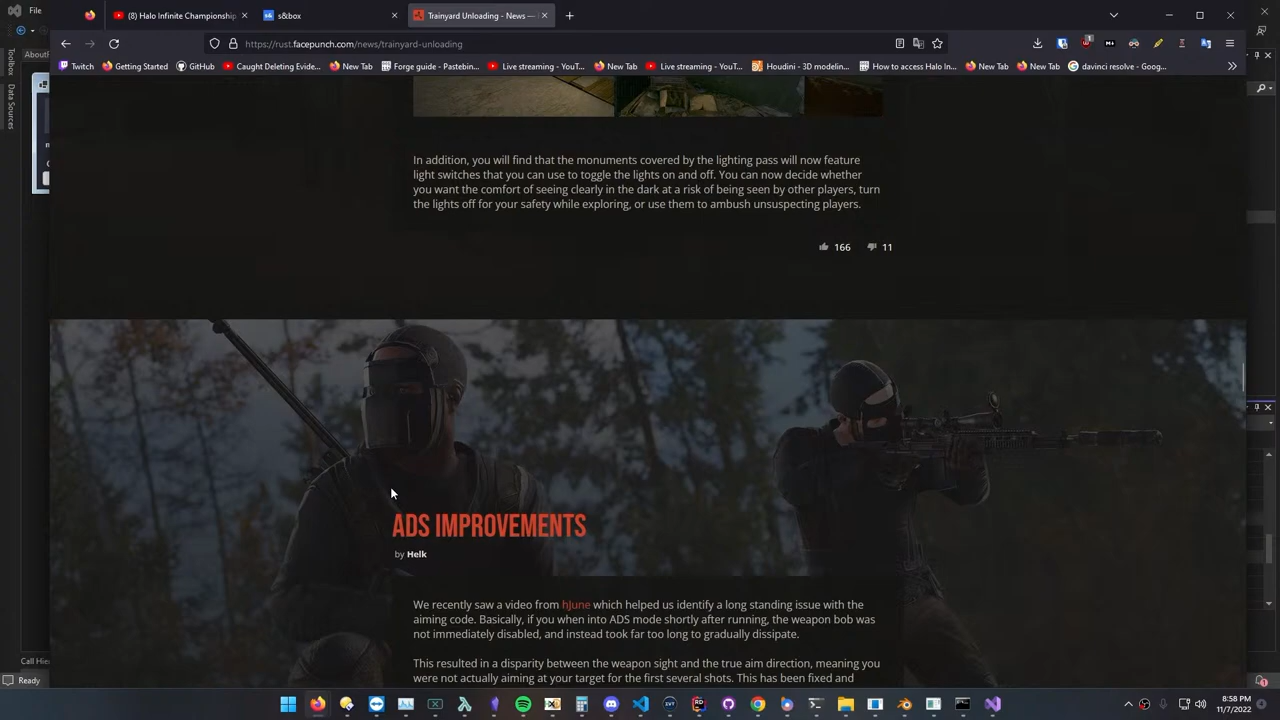 File
(8) Halo Infinite Championship
s&box
Trainyard Unloading - News —
https://rust.facepunch.com/news/trainyard-unloading
Twitch
Getting Started
GitHub
Caught Deleting Evide...
New Tab
Forge guide - Pastebin...
Live streaming - YouT...
New Tab
Live streaming - YouT...
Houdini - 3D modelin...
How to access Halo In...
New Tab
New Tab
davinci resolve - Goog...
Toolbox
Data Sources
In addition, you will find that the monuments covered by the lighting pass will now feature
light switches that you can use to toggle the lights on and off. You can now decide whether
you want the comfort of seeing clearly in the dark at a risk of being seen by other players, turn
the lights off for your safety while exploring, or use them to ambush unsuspecting players.
166 11
ADS IMPROVEMENTS
by Helk
We recently saw a video from hJune which helped us identify a long standing issue with the
aiming code. Basically, if you when into ADS mode shortly after running, the weapon bob was
not immediately disabled, and instead took far too long to gradually dissipate.
This resulted in a disparity between the weapon sight and the true aim direction, meaning you
were not actually aiming at your target for the first several shots. This has been fixed and
Call Hie
Ready
8:58 PM
11/7/2022